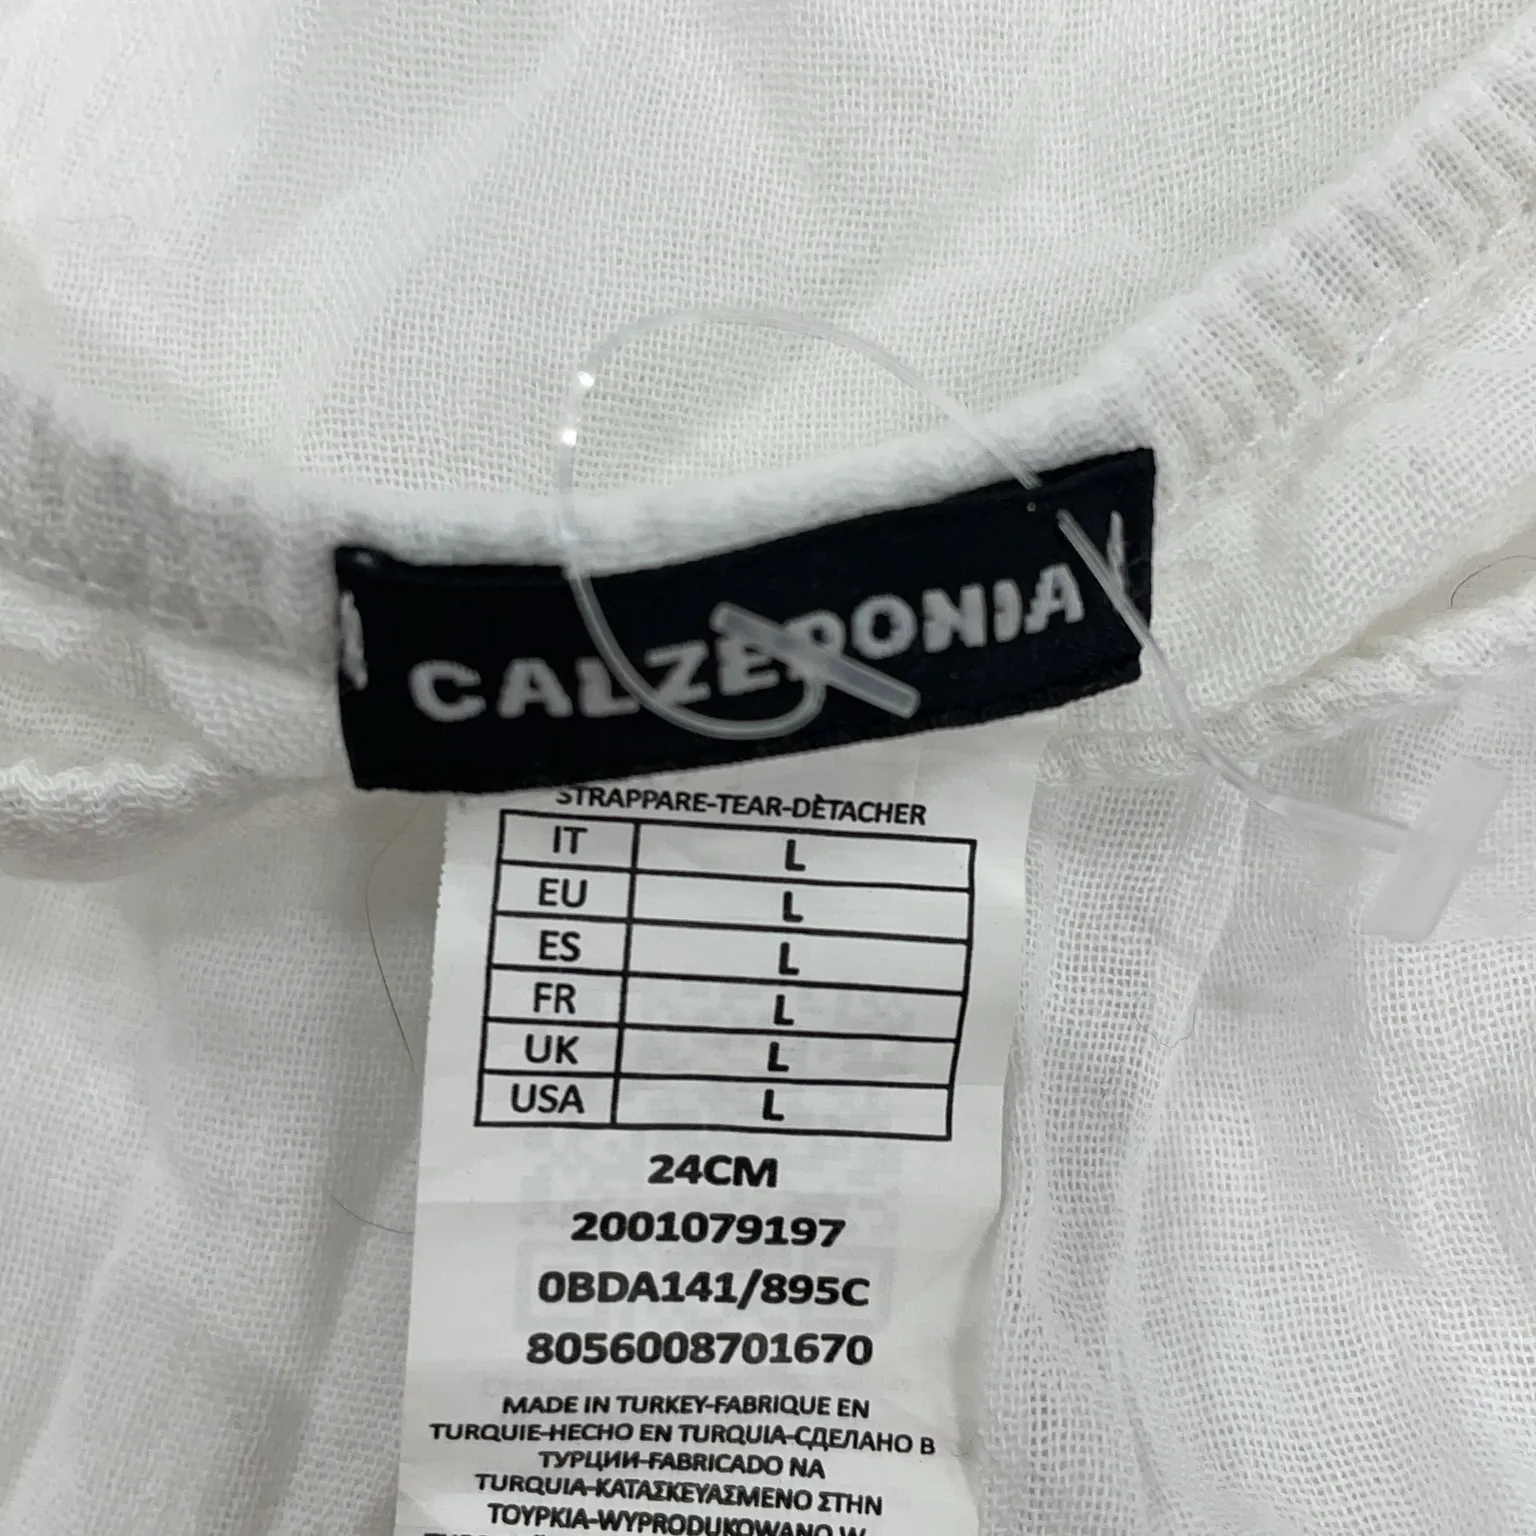 CALZEDONIA
STRAPPARE-TEAR-DÈTACHER
IT L
EU L
ES L
FR L
UK L
USA L
24CM
2001079197
0BDA141/895C
8056008701670
MADE IN TURKEY-FABRIQUE EN
TURQUIE-HECHO EN TURQUIA-СДЕЛАНО В
ТУРЦИИ-FABRICADO NA
TURQUIA-ΚΑΤΑΣΚΕΥΑΣΜΕΝΟ ΣΤΗΝ
ΤΟΥΡΚΙΑ-WYPRODUKOWANO W